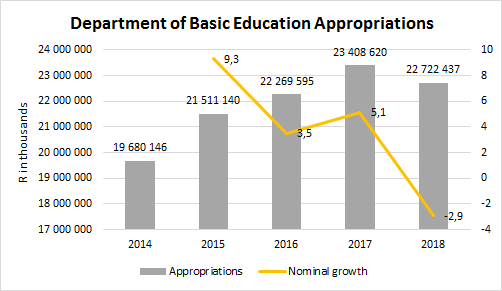 Department of Basic Education Appropriations
R in thousands
24 000 000
23 000 000
22 000 000
21 000 000
20 000 000
19 000 000
18 000 000
17 000 000
19 680 146
21 511 140
22 269 595
23 408 620
22 722 437
9,3
3,5
5,1
-2,9
10
8
6
4
2
0
-2
-4
2014 2015 2016 2017 2018
Appropriations Nominal growth